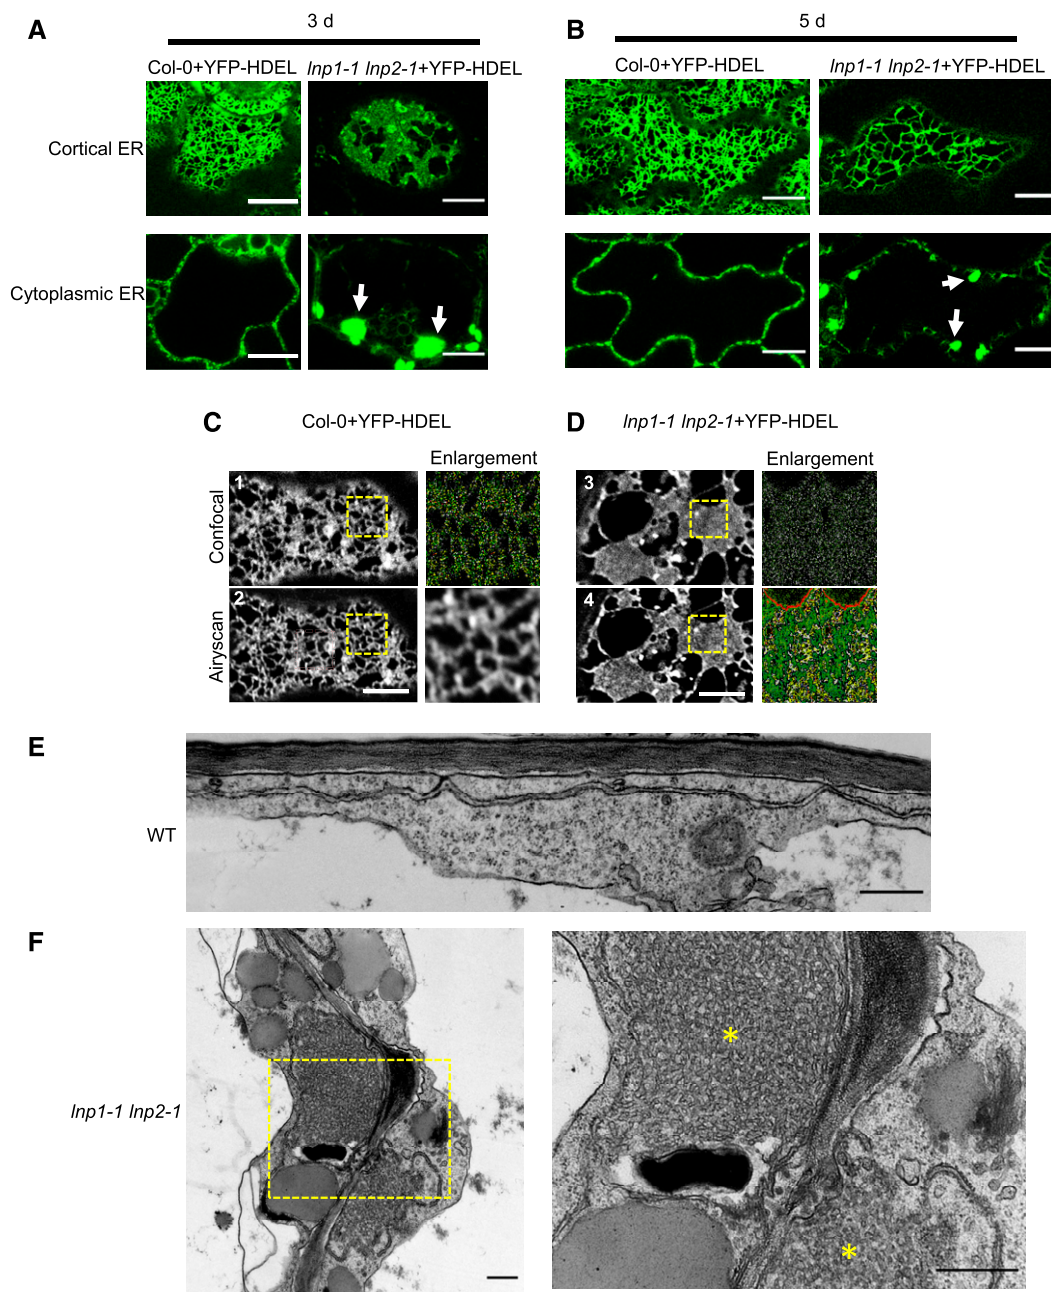 A
3 d
B
5 d
Col-0+YFP-HDEL
lnp1-1 lnp2-1+YFP-HDEL
Col-0+YFP-HDEL
lnp1-1 lnp2-1+YFP-HDEL
Cortical ER
Cytoplasmic ER
C
Col-0+YFP-HDEL
D
lnp1-1 lnp2-1+YFP-HDEL
Enlargement
Enlargement
Confocal
1
3
Airyscan
2
4
E
WT
F
lnp1-1 lnp2-1
*
*